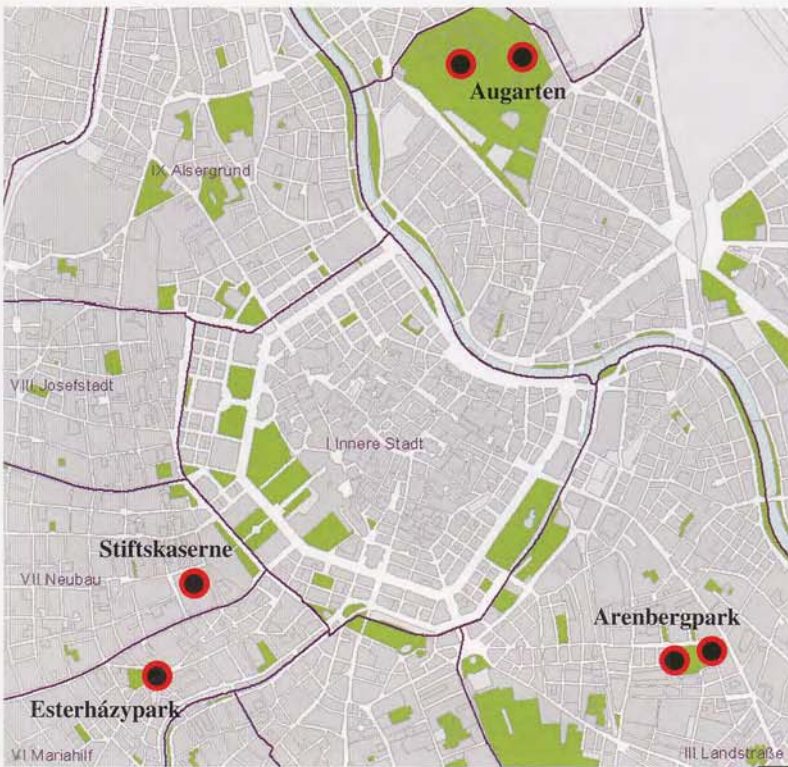 Augarten
IX Alsergrund
VIII Josefstadt
I Innere Stadt
Stiftskaserne
VII Neubau
Arenbergpark
Esterházypark
VI Mariahilf
III Landstraße